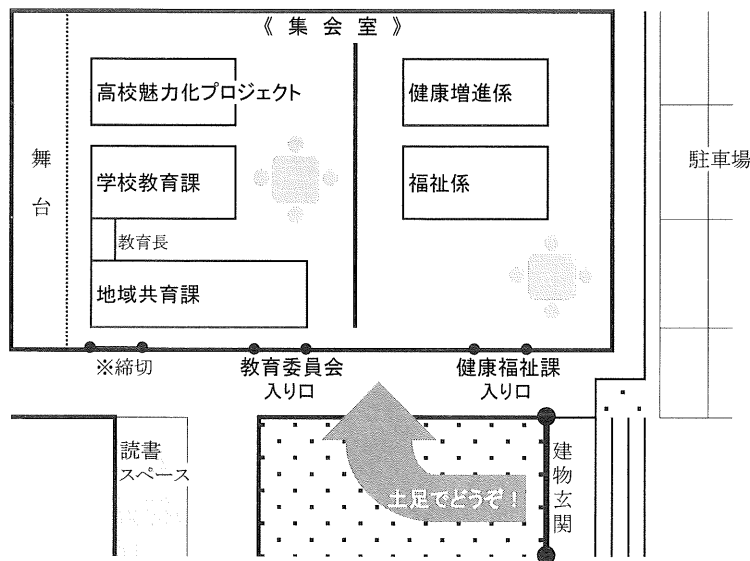 《 集 会 室 》
高校魅力化プロジェクト
健康増進係
舞台
学校教育課
福祉係
駐車場
教育長
地域共育課
※締切
教育委員会
入り口
健康福祉課
入り口
読書
スペース
建物玄関
土足でどうぞ！